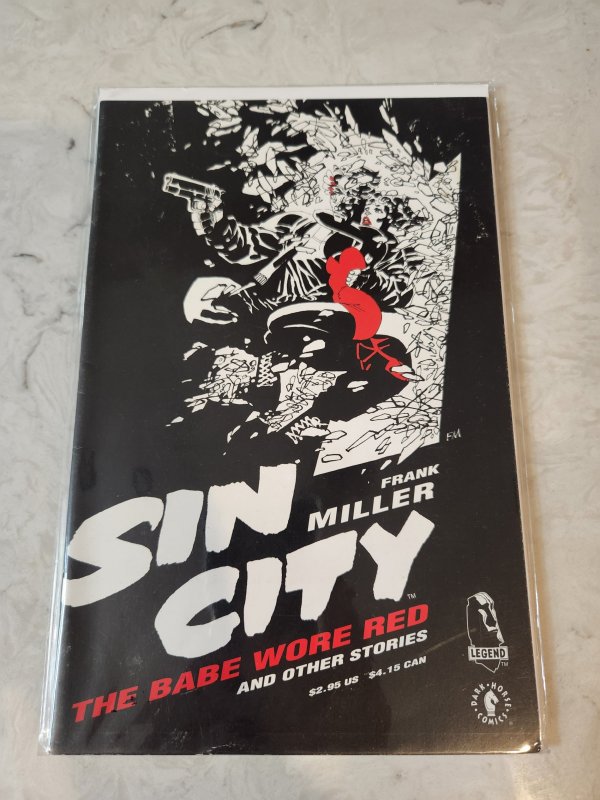 FM
FRANK
MILLER
SIN
CITY
™
THE BABE WORE RED
AND OTHER STORIES
$2.95 US $4.15 CAN
LEGEND
™
DARK HORSE
COMICS
®